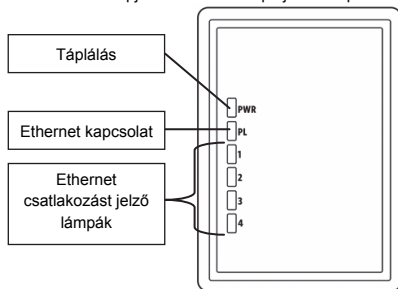 Táplálás
Ethernet kapcsolat
Ethernet
csatlakozást jelző
lámpák
PWR
PL
1
2
3
4